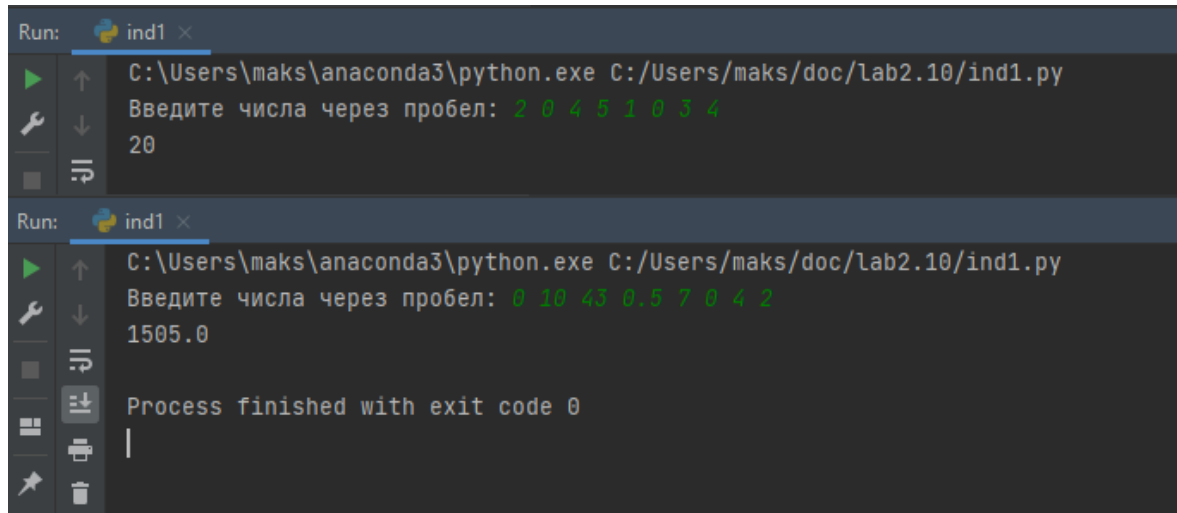 Run: ind1 ×
C:\Users\maks\anaconda3\python.exe C:/Users/maks/doc/lab2.10/ind1.py
Введите числа через пробел: 2 0 4 5 1 0 3 4
20
Run: ind1 ×
C:\Users\maks\anaconda3\python.exe C:/Users/maks/doc/lab2.10/ind1.py
Введите числа через пробел: 0 10 43 0.5 7 0 4 2
1505.0
Process finished with exit code 0